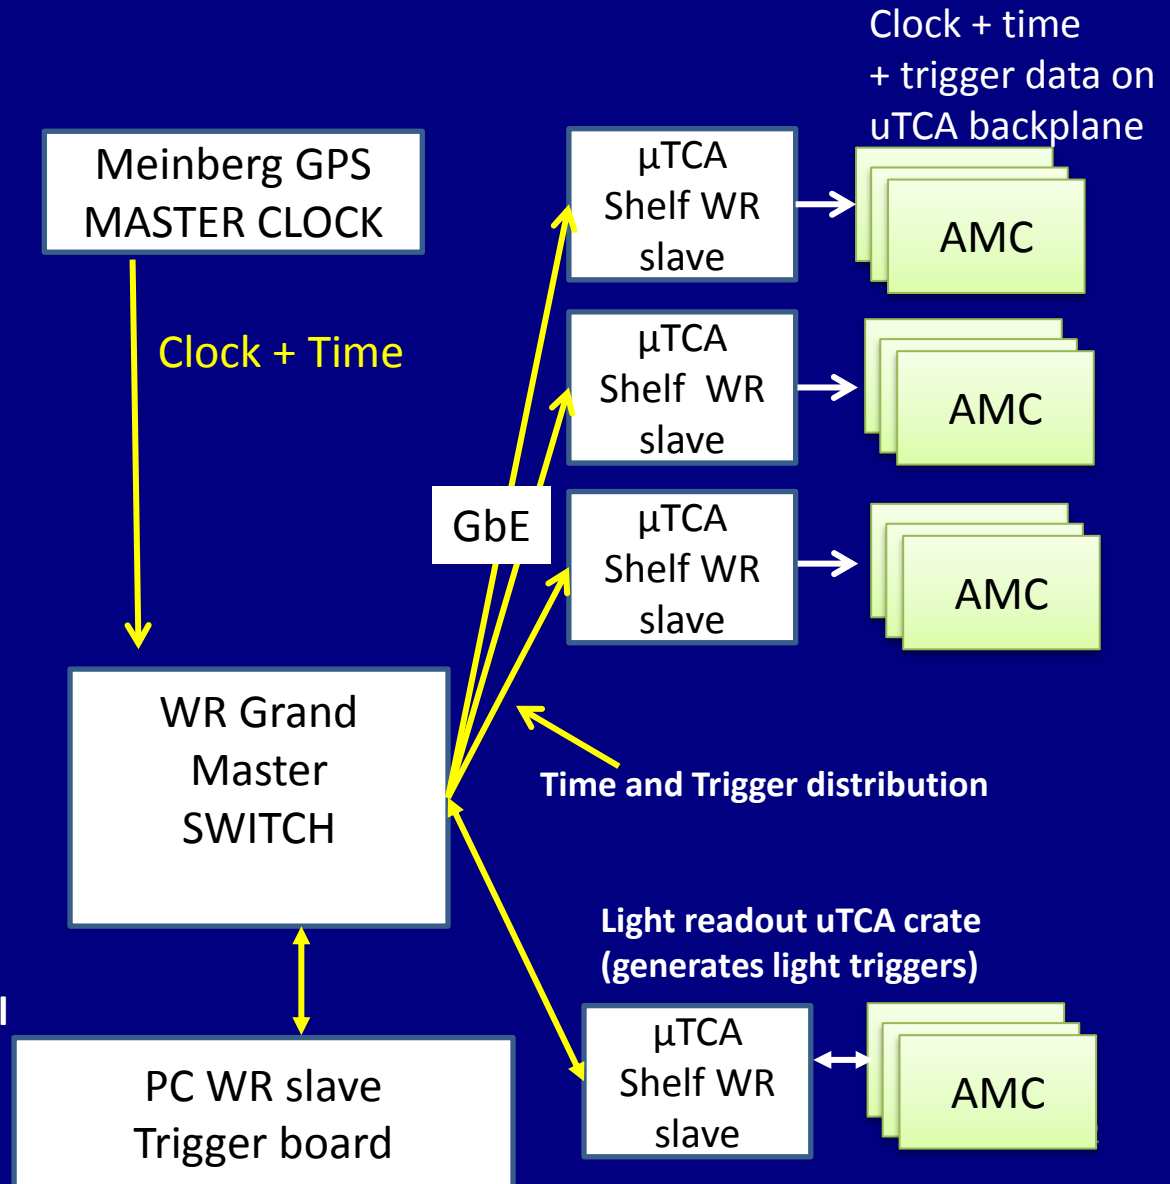 Clock + time
+ trigger data on
uTCA backplane
Meinberg GPS
MASTER CLOCK
Clock + Time
µTCA
Shelf WR
slave
AMC
µTCA
Shelf WR
slave
AMC
GbE
µTCA
Shelf WR
slave
AMC
WR Grand
Master
SWITCH
Time and Trigger distribution
Light readout uTCA crate
(generates light triggers)
µTCA
Shelf WR
slave
AMC
PC WR slave
Trigger board